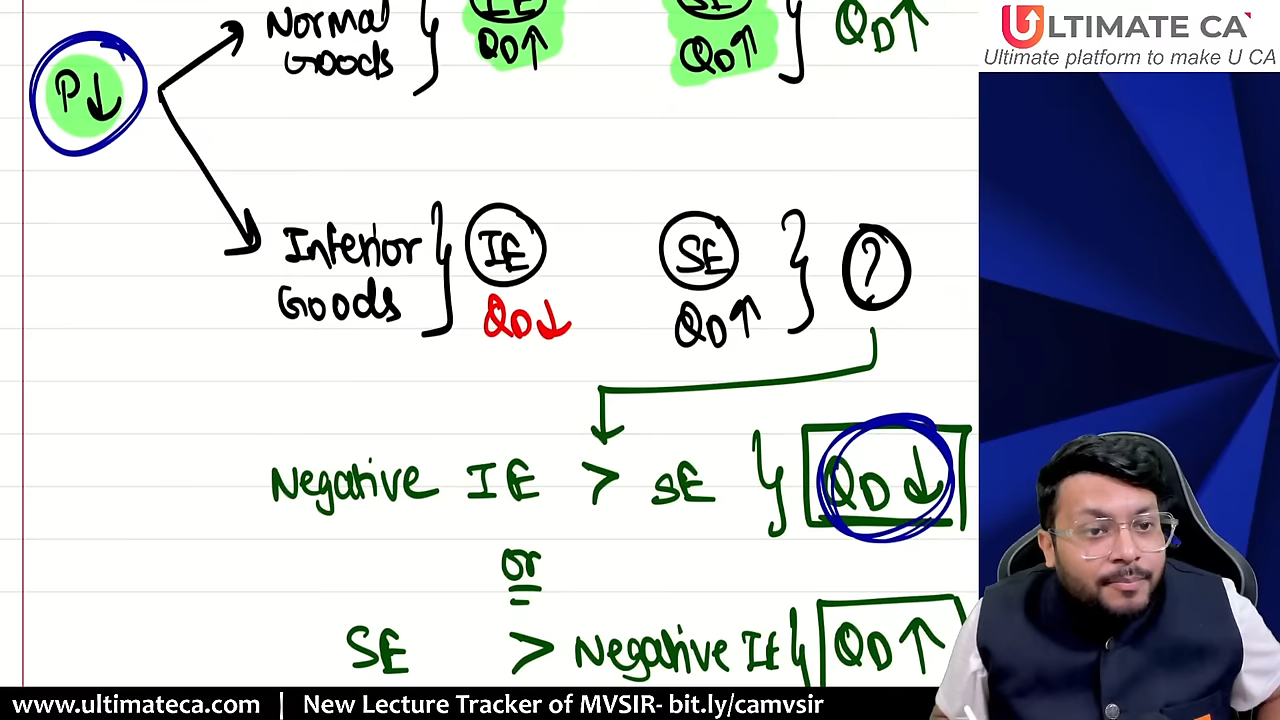 Normal IE SE
Goods QD↑ QD↑ QD↑
P↓
Inferior IE SE ?
Goods QD↓ QD↑
Negative IE > SE QD↓
or
SE > Negative IE QD↑
ULTIMATE CA
Ultimate platform to make U CA
www.ultimateca.com | New Lecture Tracker of MVSIR- bit.ly/camvsir